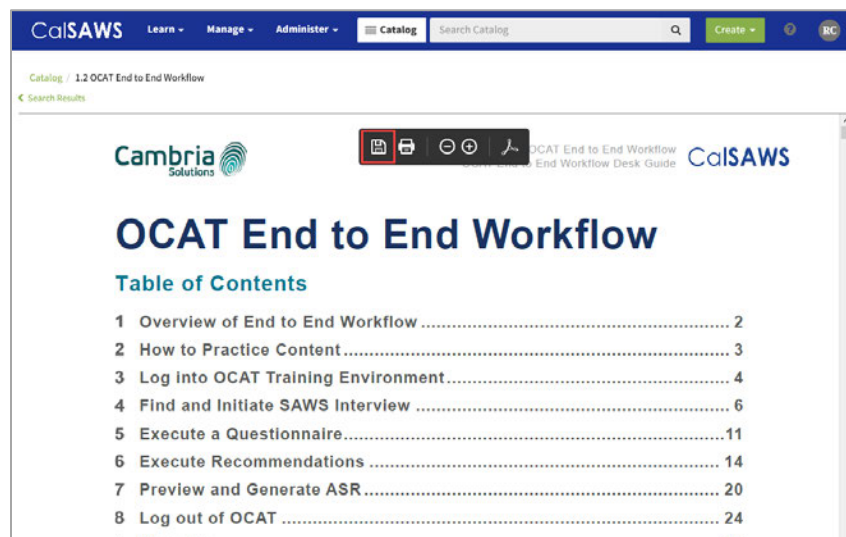 CalSAWS Learn Manage Administer Catalog Search Catalog Create ? RC
Catalog / 1.2 OCAT End to End Workflow
Search Results
Cambria
Solutions
OCAT End to End Workflow
End to End Workflow Desk Guide
CalSAWS
OCAT End to End Workflow
Table of Contents
1 Overview of End to End Workflow ................ 2
2 How to Practice Content ................ 3
3 Log into OCAT Training Environment ................ 4
4 Find and Initiate SAWS Interview ................ 6
5 Execute a Questionnaire ................ 11
6 Execute Recommendations ................ 14
7 Preview and Generate ASR ................ 20
8 Log out of OCAT ................ 24